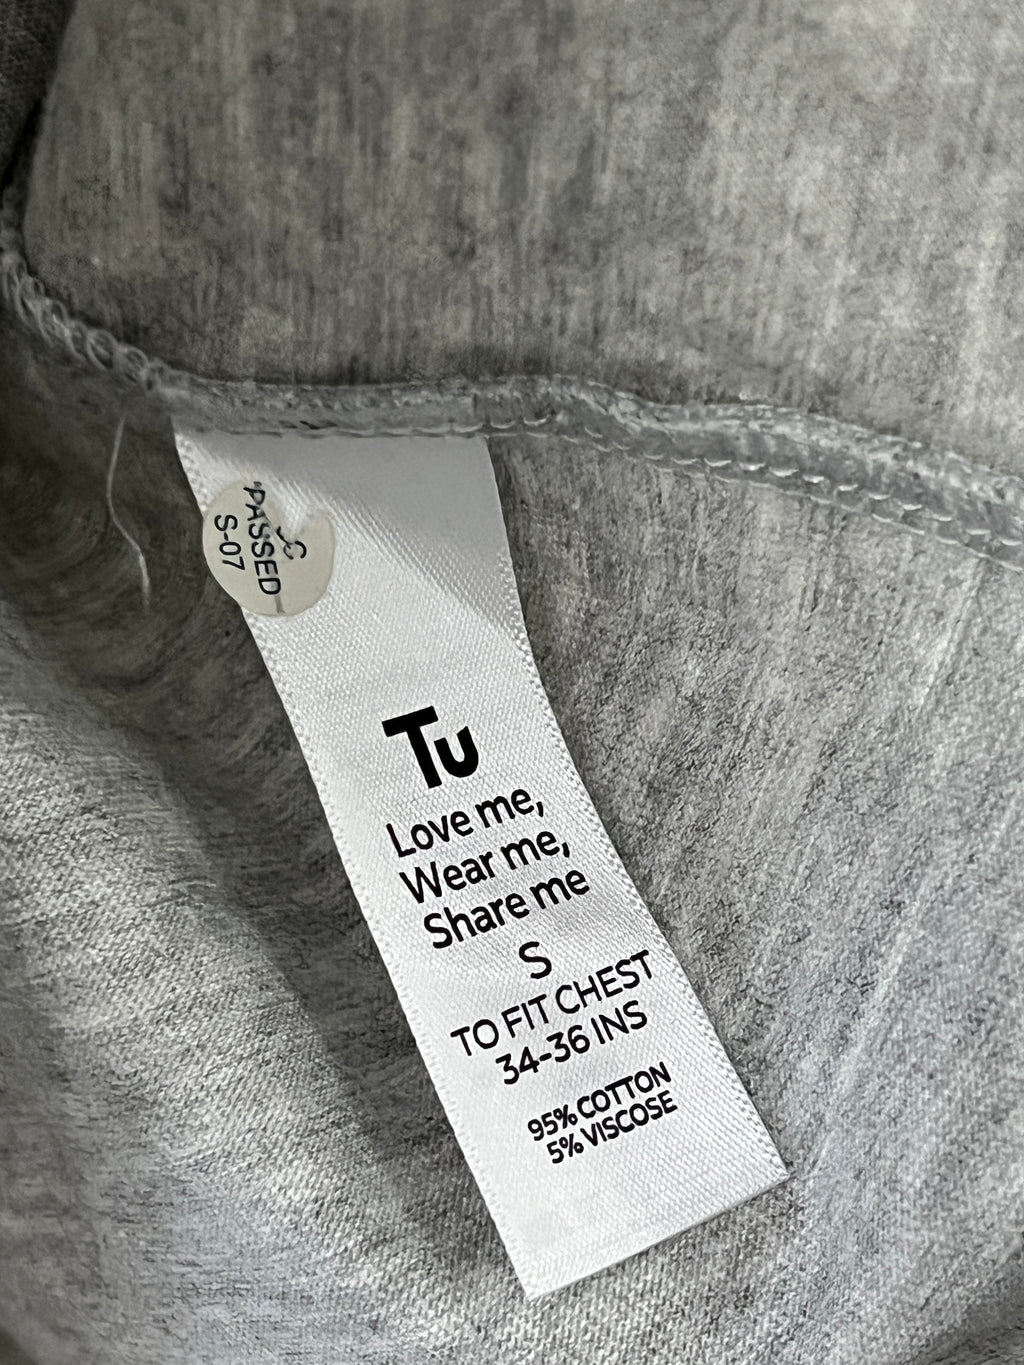 QC
PASSED
S-07
Tu
Love me,
Wear me,
Share me
S
TO FIT CHEST
34-36 INS
95% COTTON
5% VISCOSE